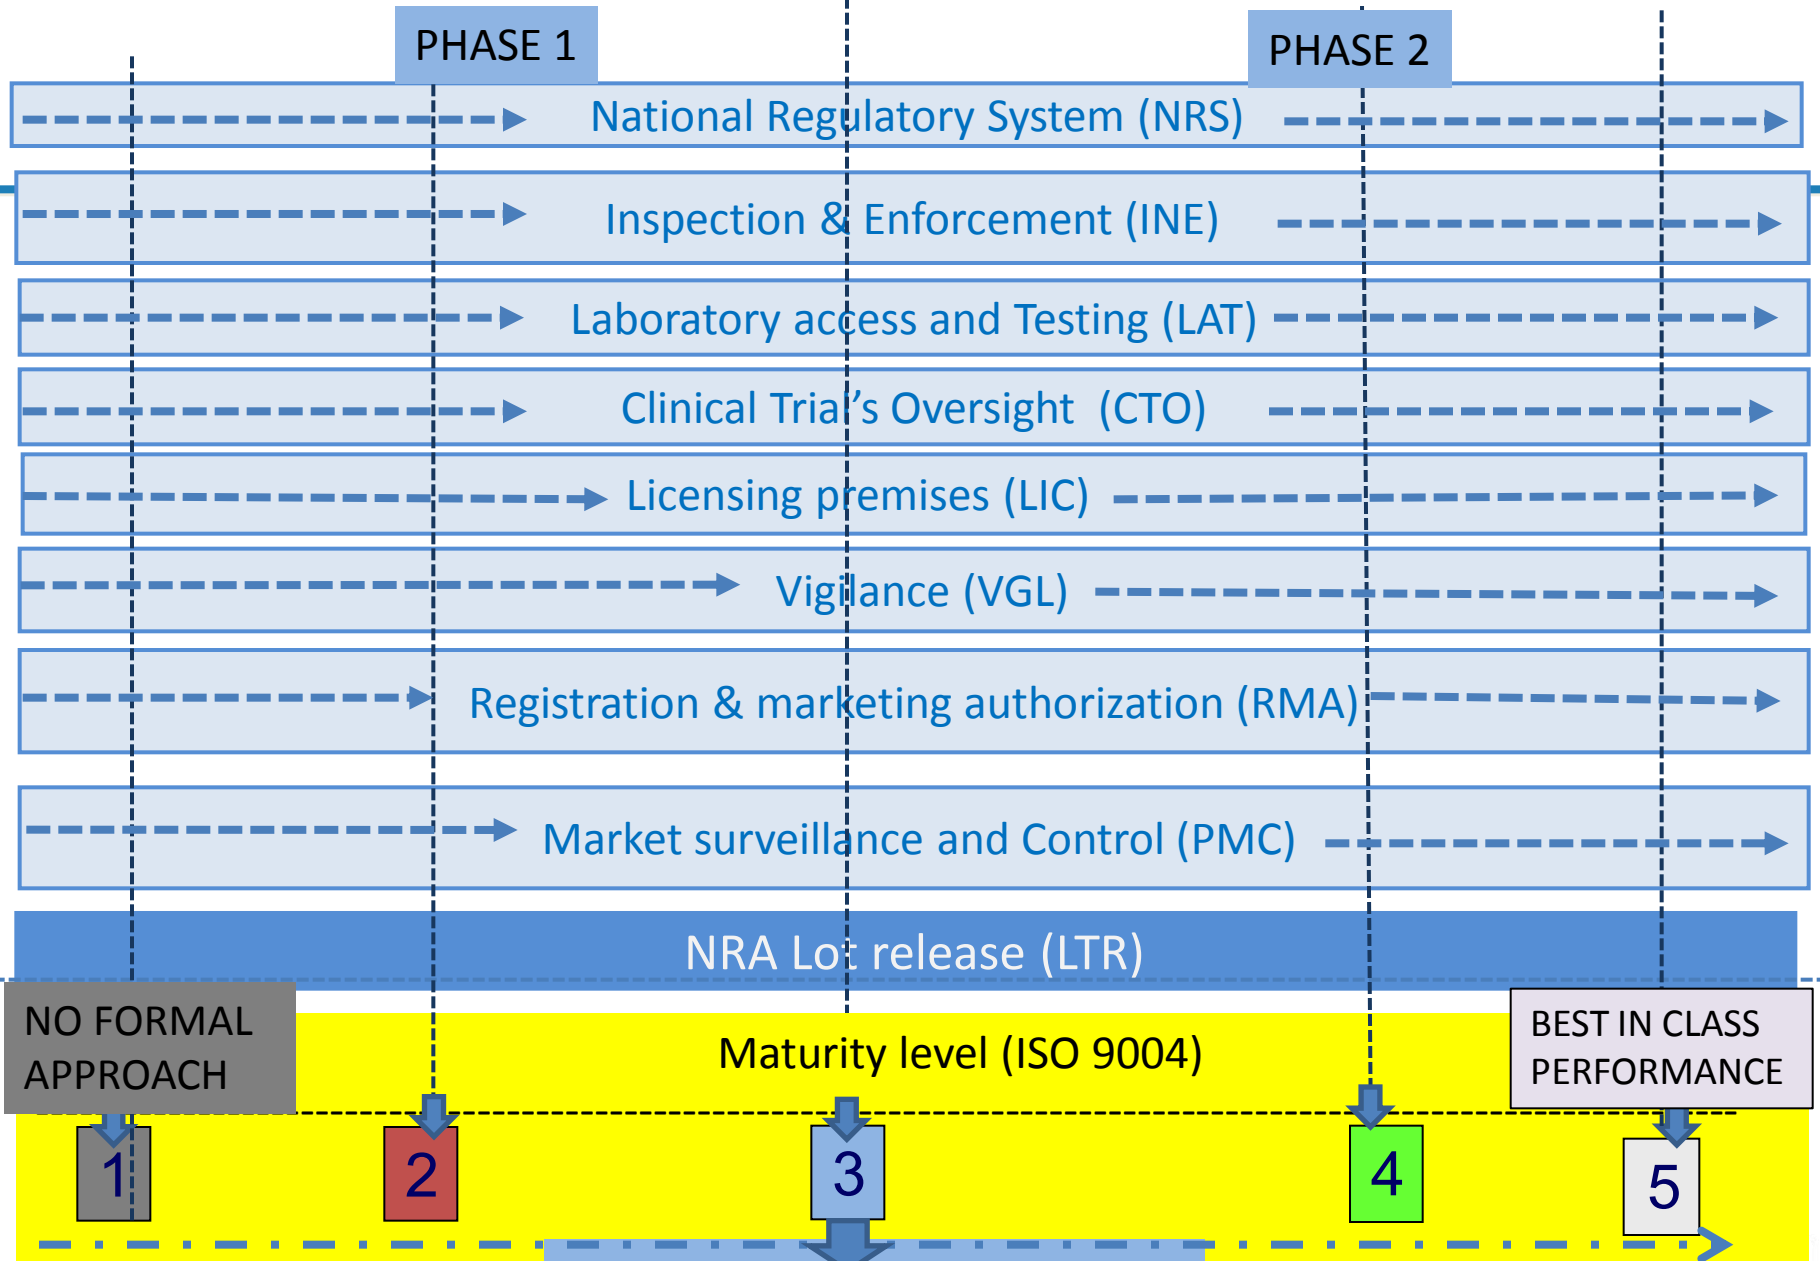 PHASE 1
PHASE 2
National Regulatory System (NRS)
Inspection & Enforcement (INE)
Laboratory access and Testing (LAT)
Clinical Trial's Oversight (CTO)
Licensing premises (LIC)
Vigilance (VGL)
Registration & marketing authorization (RMA)
Market surveillance and Control (PMC)
NRA Lot release (LTR)
NO FORMAL
APPROACH
Maturity level (ISO 9004)
BEST IN CLASS
PERFORMANCE
1
2
3
4
5